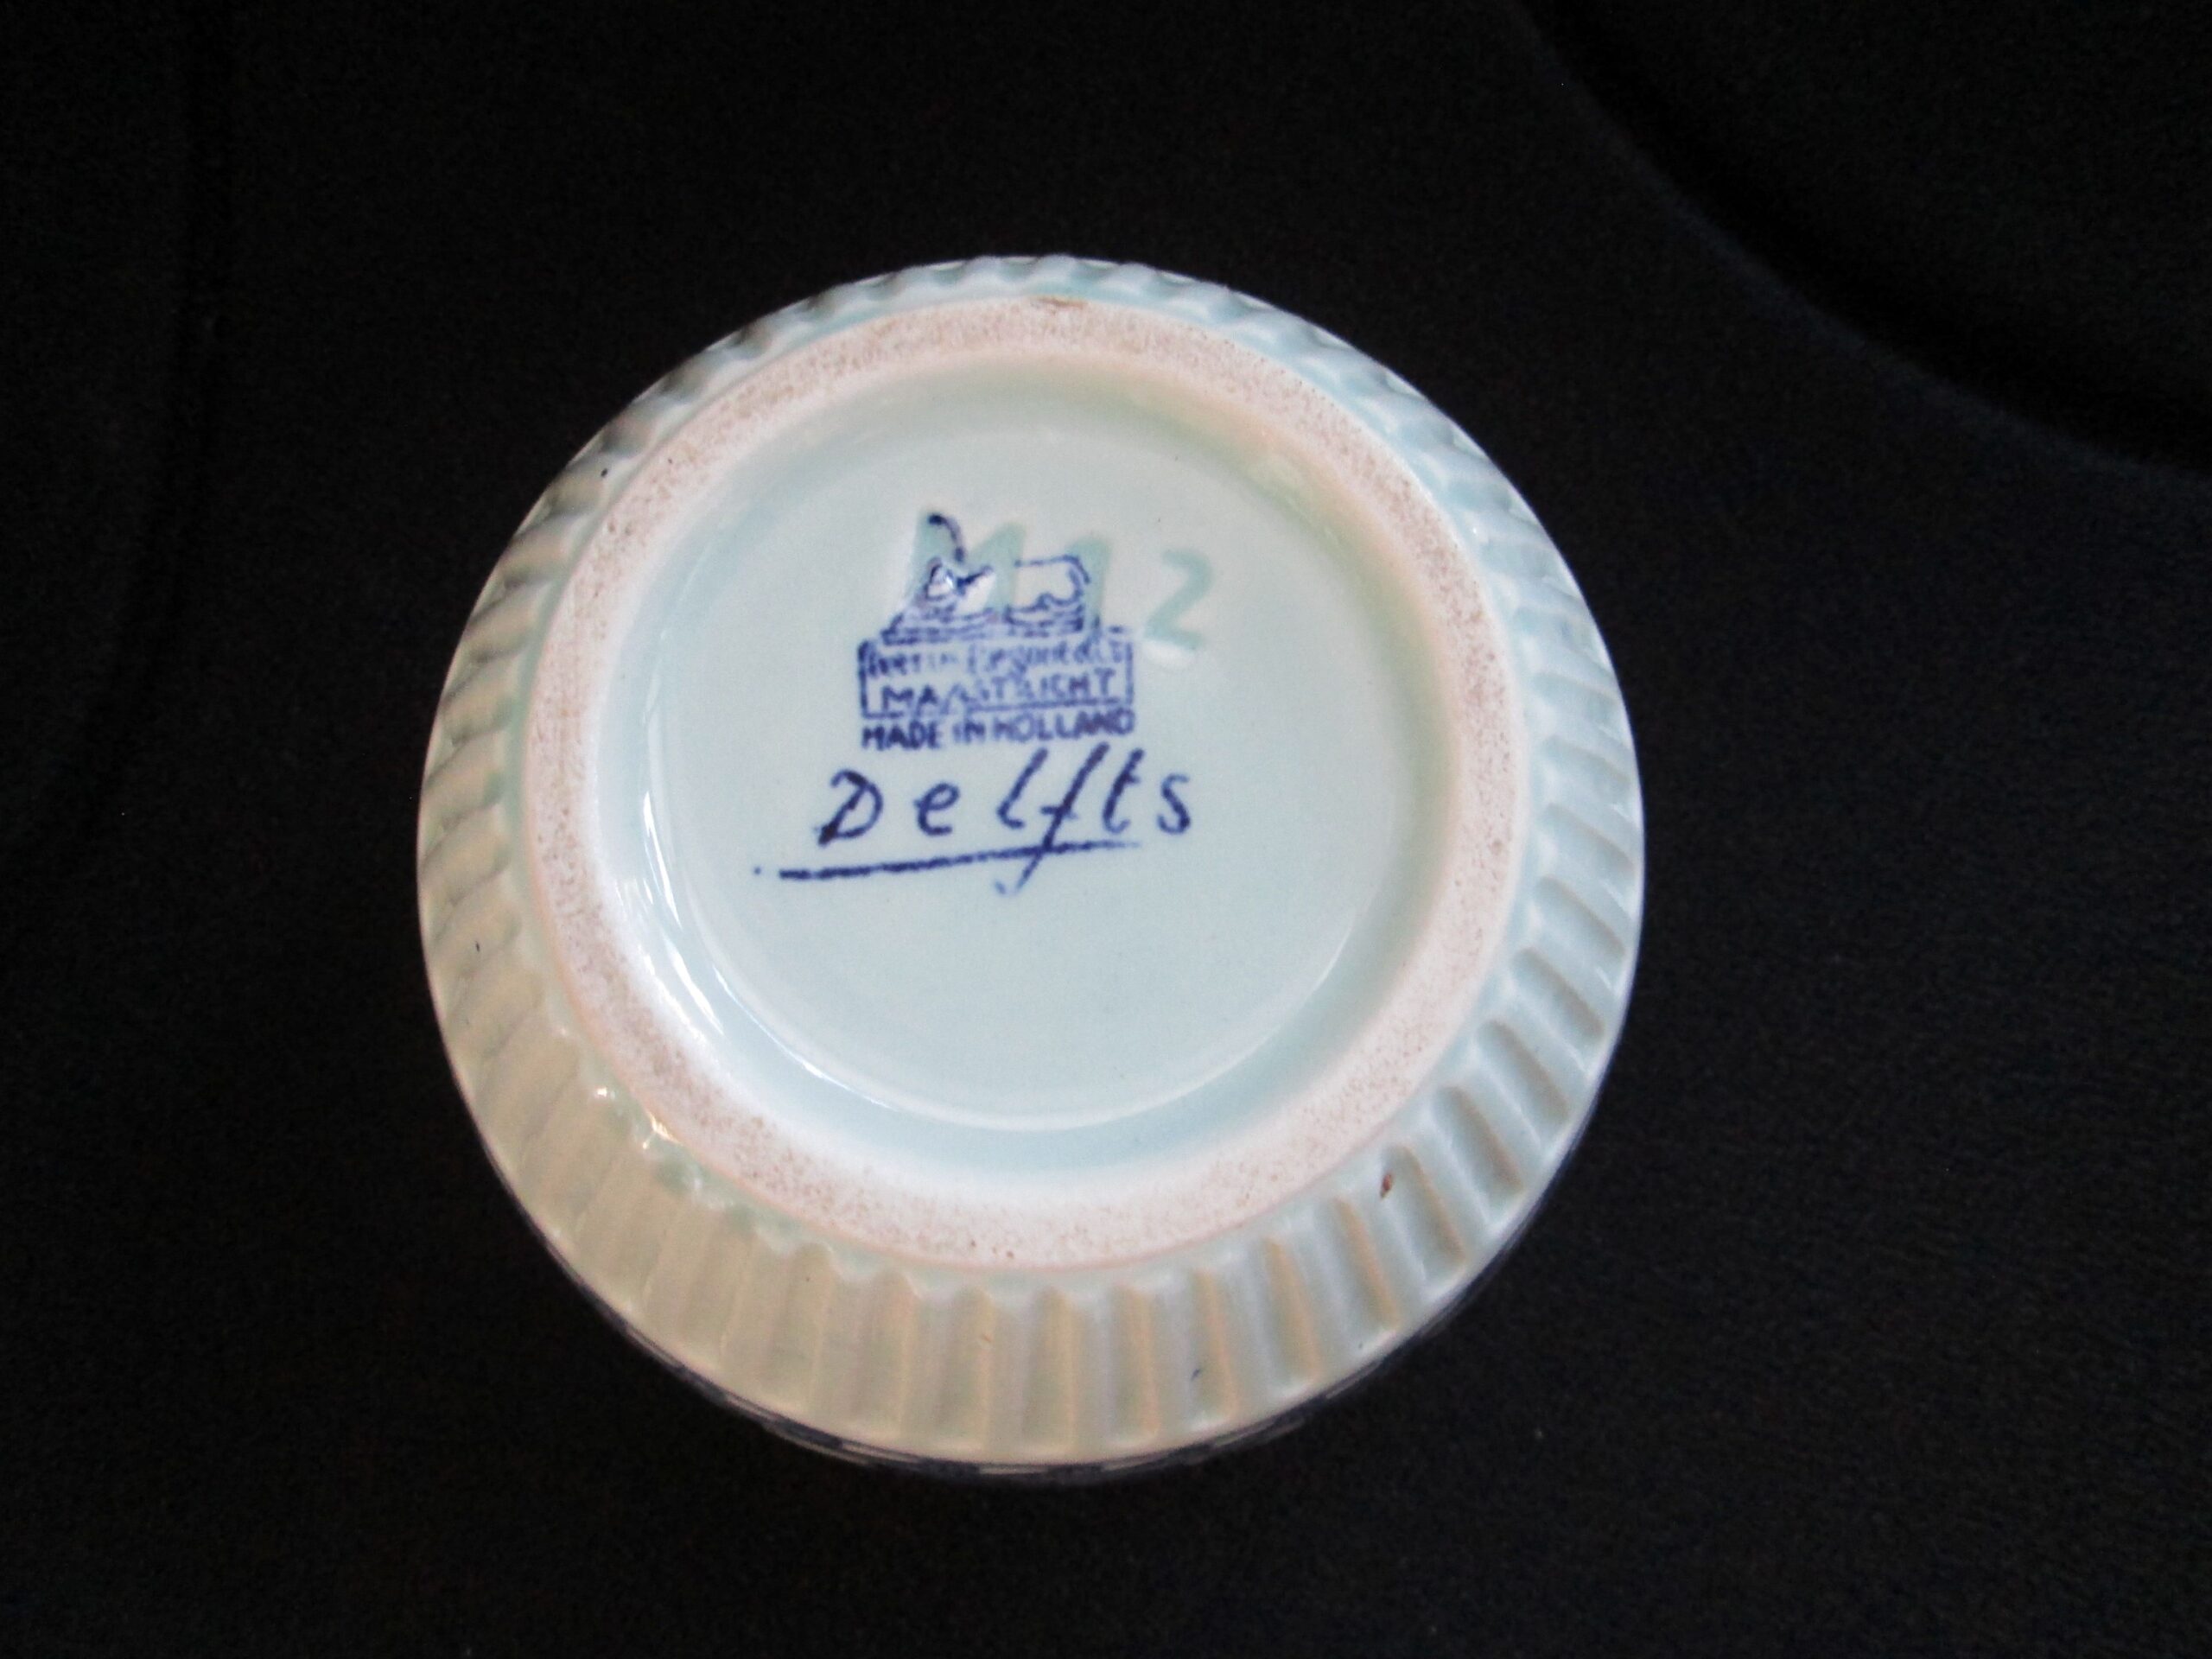 M12
MAASTRICHT
MADE IN HOLLAND
Delfts